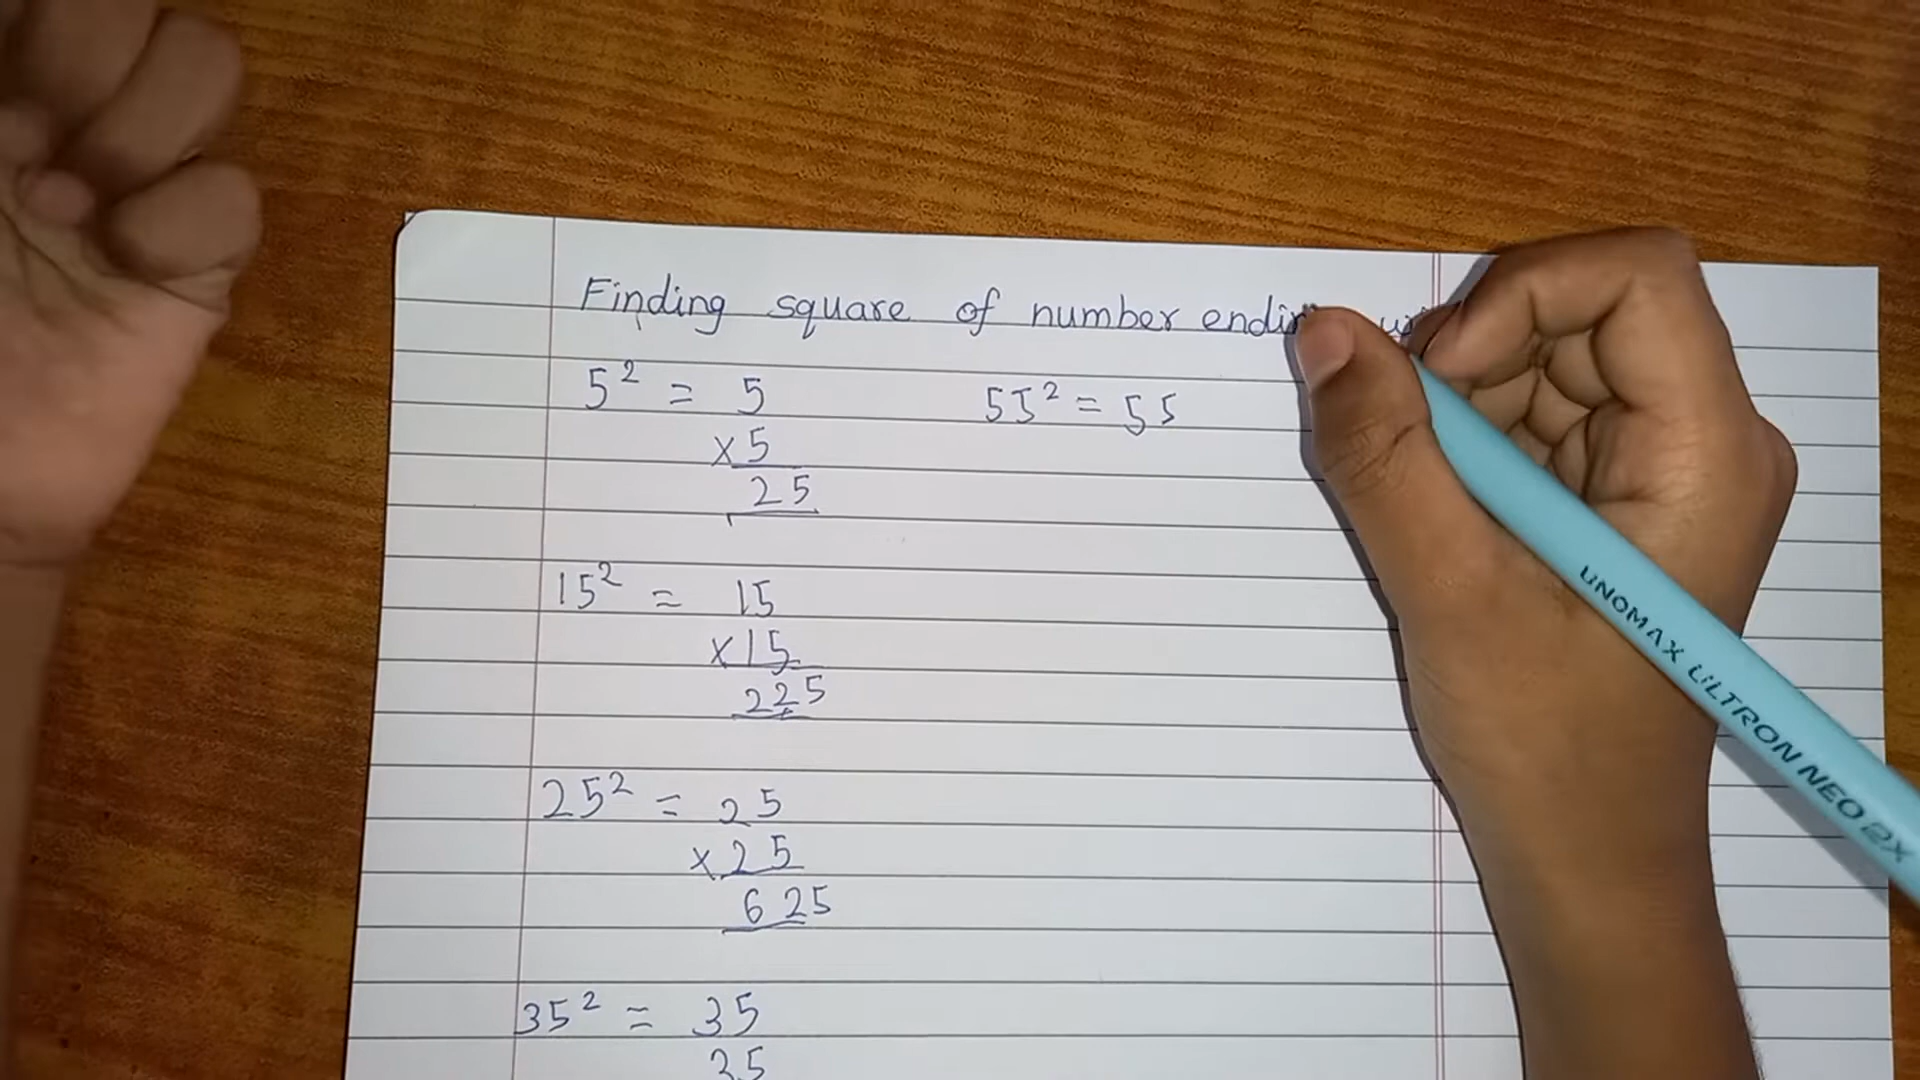 Finding square of number
5² = 5
×5
25
15² = 15
×15
225
25² = 25
×25
625
35² = 35
35
55² = 55
UNOMAX ULTRON NEO 2X